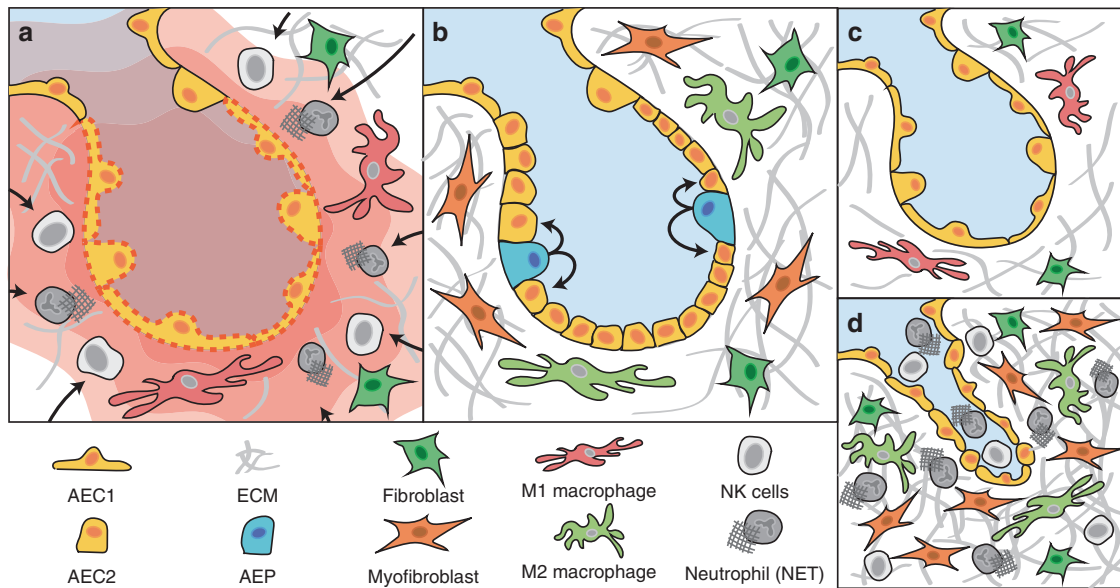 a
b
c
d
AEC1
ECM
Fibroblast
M1 macrophage
NK cells
AEC2
AEP
Myofibroblast
M2 macrophage
Neutrophil (NET)